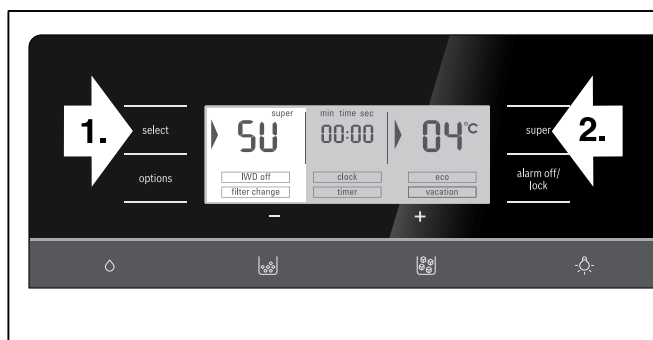 1.
select
options
super
SU
IWD off
filter change
min time sec
00:00
clock
timer
04°C
eco
vacation
super
alarm off/
lock
2.
− +